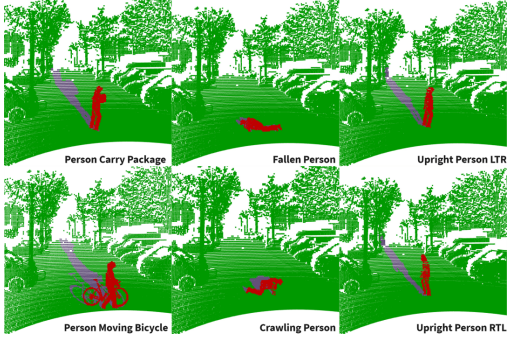 Person Carry Package
Fallen Person
Upright Person LTR
Person Moving Bicycle
Crawling Person
Upright Person RTL